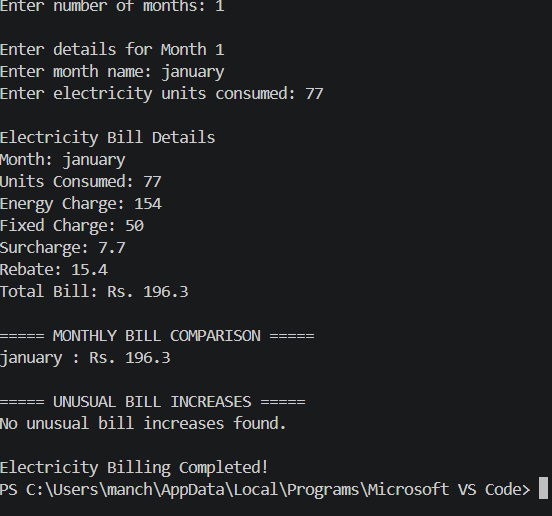 Enter number of months: 1
Enter details for Month 1
Enter month name: january
Enter electricity units consumed: 77
Electricity Bill Details
Month: january
Units Consumed: 77
Energy Charge: 154
Fixed Charge: 50
Surcharge: 7.7
Rebate: 15.4
Total Bill: Rs. 196.3
===== MONTHLY BILL COMPARISON =====
january : Rs. 196.3
===== UNUSUAL BILL INCREASES =====
No unusual bill increases found.
Electricity Billing Completed!
PS C:\Users\manch\AppData\Local\Programs\Microsoft VS Code>